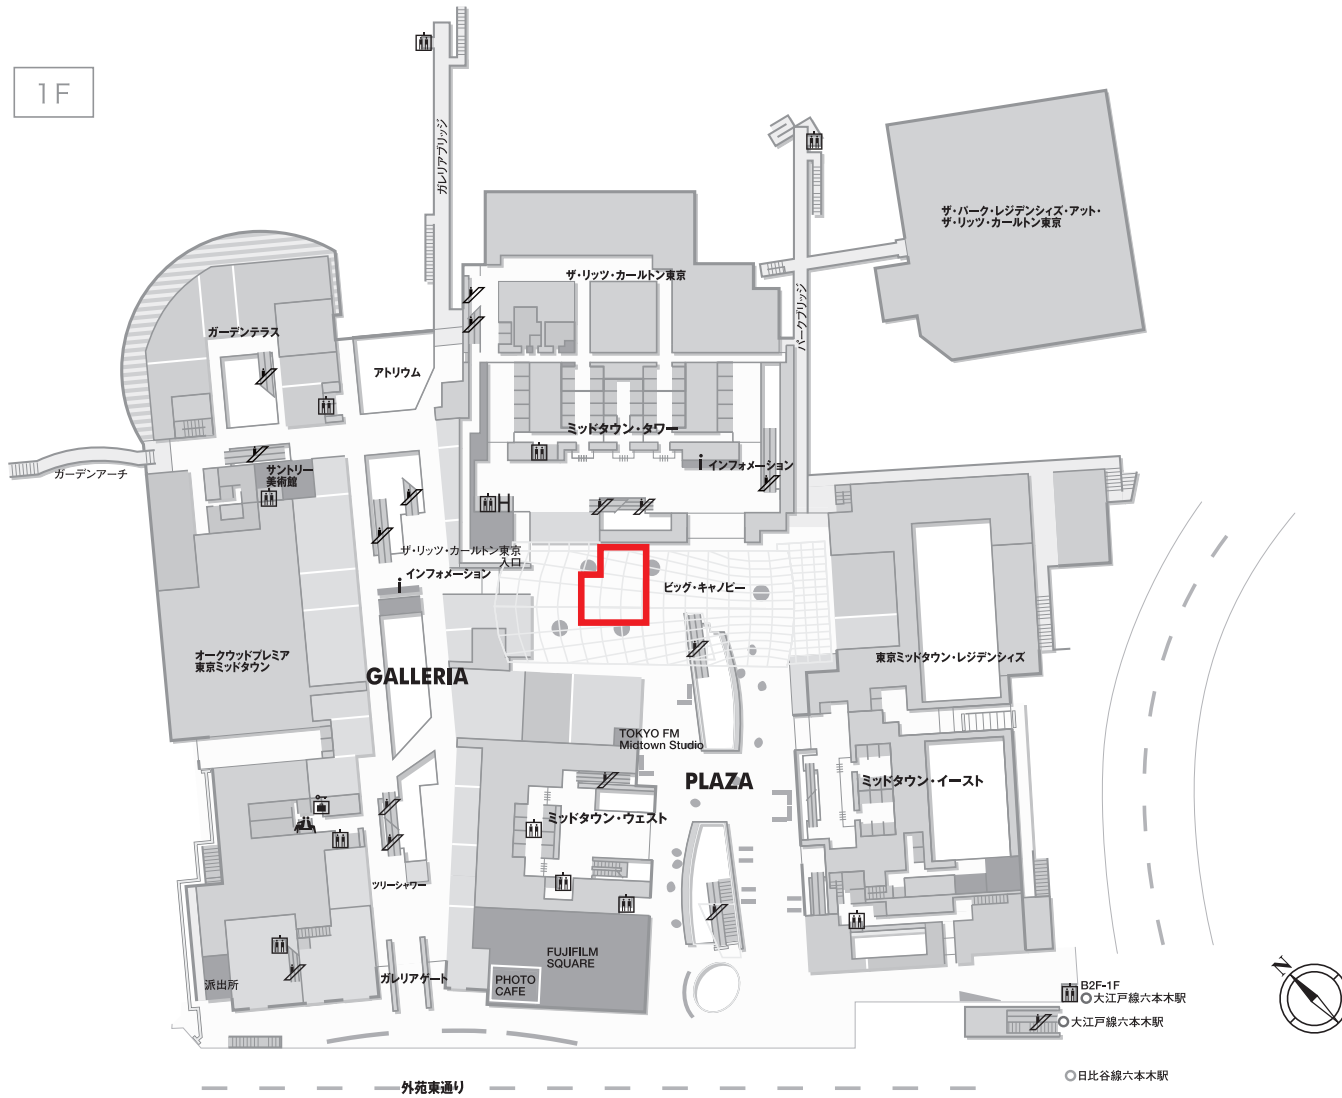 1F
ガレリアブリッジ
ザ・パーク・レジデンシィズ・アット・
ザ・リッツ・カールトン東京
ザ・リッツ・カールトン東京
パークブリッジ
ガーデンテラス
アトリウム
ミッドタウン・タワー
i インフォメーション
ガーデンアーチ
サントリー
美術館
H
ザ・リッツ・カールトン東京
入口
i インフォメーション
ビッグ・キャノピー
オークウッドプレミア
東京ミッドタウン
GALLERIA
東京ミッドタウン・レジデンシィズ
TOKYO FM
Midtown Studio
PLAZA
ミッドタウン・イースト
ミッドタウン・ウェスト
ツリーシャワー
FUJIFILM
SQUARE
PHOTO
CAFE
ガレリアゲート
派出所
N
B2F-1F
大江戸線六本木駅
大江戸線六本木駅
日比谷線六本木駅
外苑東通り